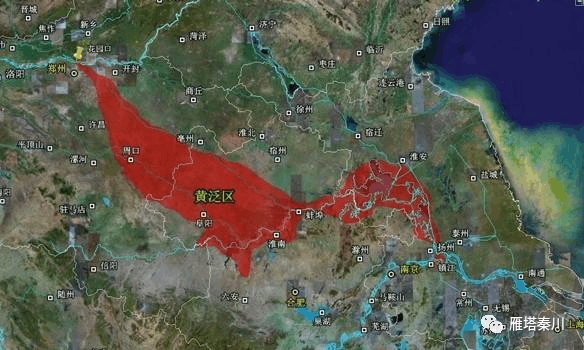 晋城
新乡
焦作
济宁
日照
菏泽
临沂
花园口
枣庄
洛阳
郑州
开封
连云港
商丘
徐州
许昌
亳州
淮北
宿迁
平顶山
周口
宿州
淮安
漯河
盐城
黄泛区
驻马店
阜阳
蚌埠
淮南
泰州
扬州
滁州
信阳
镇江
南京
南通
随州
六安
合肥
马鞍山
常州
巢湖
无锡
芜湖
苏州
上海
雁塔秦川